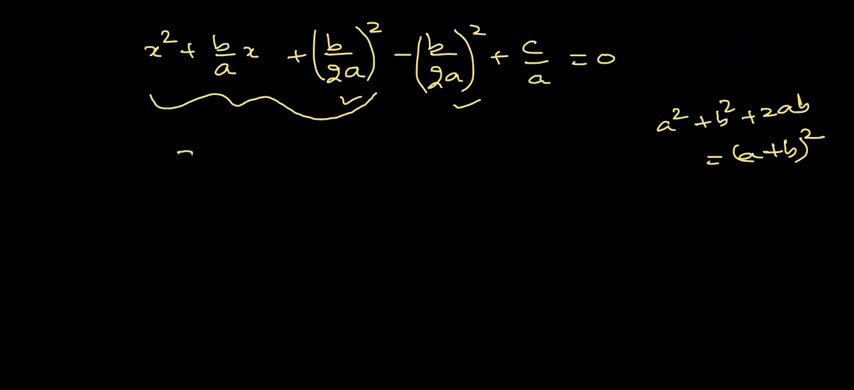 x² + b/a x + (b/2a)² - (b/2a)² + c/a = 0
a² + b² + 2ab
= (a+b)²